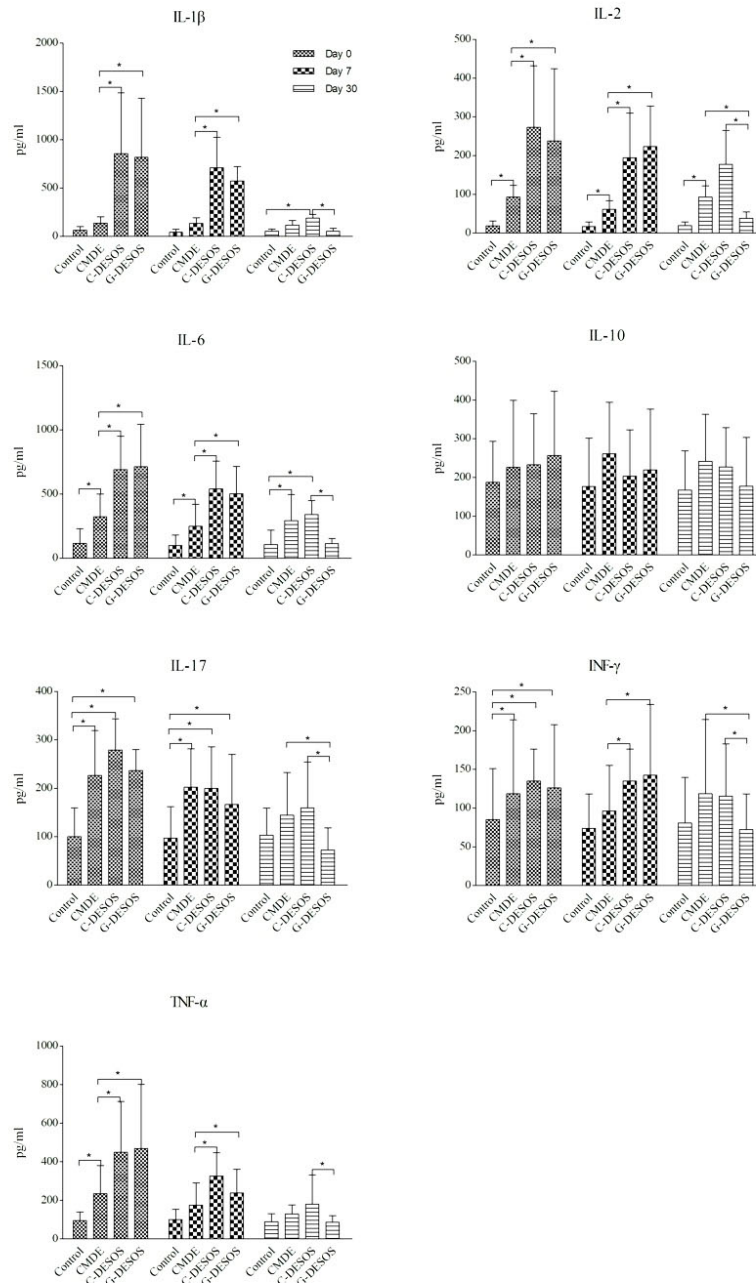 IL-1β
2000
1500
1000
500
0
pg/ml
Day 0
Day 7
Day 30
* * * * * *
Control CMDE C-DESOS G-DESOS Control CMDE C-DESOS G-DESOS Control CMDE C-DESOS G-DESOS
IL-2
500
400
300
200
100
0
pg/ml
* * * * * * * * *
Control CMDE C-DESOS G-DESOS Control CMDE C-DESOS G-DESOS Control CMDE C-DESOS G-DESOS
IL-6
1500
1000
500
0
pg/ml
* * * * * * * * *
Control CMDE C-DESOS G-DESOS Control CMDE C-DESOS G-DESOS Control CMDE C-DESOS G-DESOS
IL-10
500
400
300
200
100
0
pg/ml
Control CMDE C-DESOS G-DESOS Control CMDE C-DESOS G-DESOS Control CMDE C-DESOS G-DESOS
IL-17
400
300
200
100
0
pg/ml
* * * * * * * *
Control CMDE C-DESOS G-DESOS Control CMDE C-DESOS G-DESOS Control CMDE C-DESOS G-DESOS
INF-γ
250
200
150
100
50
0
pg/ml
* * * * * * *
Control CMDE C-DESOS G-DESOS Control CMDE C-DESOS G-DESOS Control CMDE C-DESOS G-DESOS
TNF-α
1000
800
600
400
200
0
pg/ml
* * * * * *
Control CMDE C-DESOS G-DESOS Control CMDE C-DESOS G-DESOS Control CMDE C-DESOS G-DESOS